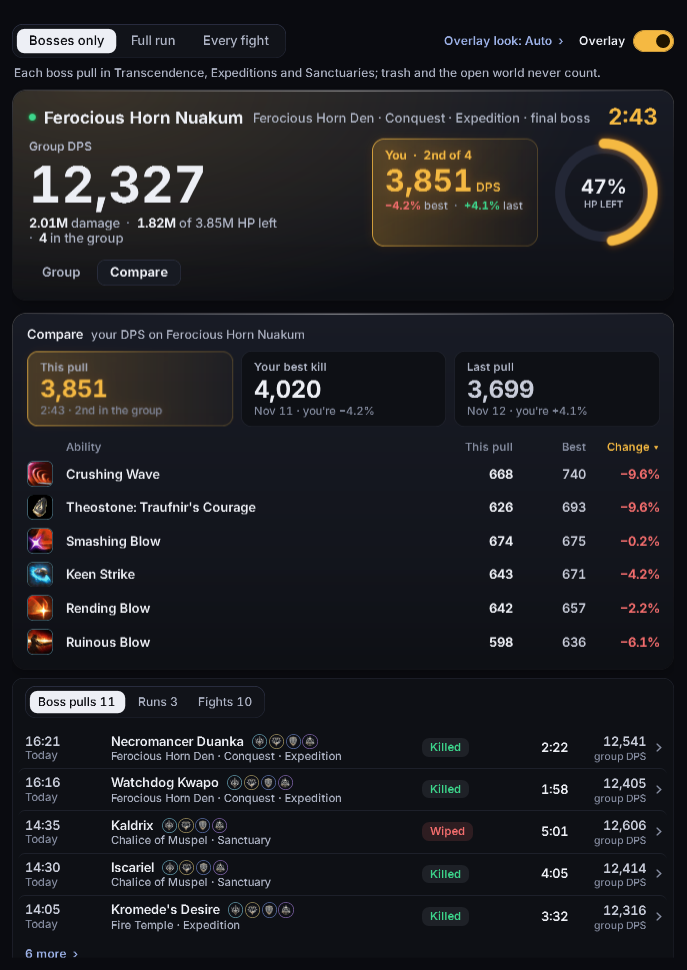 Bosses only Full run Every fight Overlay look: Auto › Overlay
Each boss pull in Transcendence, Expeditions and Sanctuaries; trash and the open world never count.
Ferocious Horn Nuakum Ferocious Horn Den · Conquest · Expedition · final boss 2:43
Group DPS
12,327
2.01M damage · 1.82M of 3.85M HP left
· 4 in the group
You · 2nd of 4
3,851 DPS
−4.2% best · +4.1% last
47%
HP LEFT
Group Compare
Compare your DPS on Ferocious Horn Nuakum
This pull
3,851
2:43 · 2nd in the group
Your best kill
4,020
Nov 11 · you're −4.2%
Last pull
3,699
Nov 12 · you're +4.1%
Ability This pull Best Change ▾
Crushing Wave 668 740 −9.6%
Theostone: Traufnir's Courage 626 693 −9.6%
Smashing Blow 674 675 −0.2%
Keen Strike 643 671 −4.2%
Rending Blow 642 657 −2.2%
Ruinous Blow 598 636 −6.1%
Boss pulls 11 Runs 3 Fights 10
16:21 Necromancer Duanka Killed 2:22 12,541 ›
Today Ferocious Horn Den · Conquest · Expedition group DPS
16:16 Watchdog Kwapo Killed 1:58 12,405 ›
Today Ferocious Horn Den · Conquest · Expedition group DPS
14:35 Kaldrix Wiped 5:01 12,606 ›
Today Chalice of Muspel · Sanctuary group DPS
14:30 Iscariel Killed 4:05 12,414 ›
Today Chalice of Muspel · Sanctuary group DPS
14:05 Kromede's Desire Killed 3:32 12,316 ›
Today Fire Temple · Expedition group DPS
6 more ›